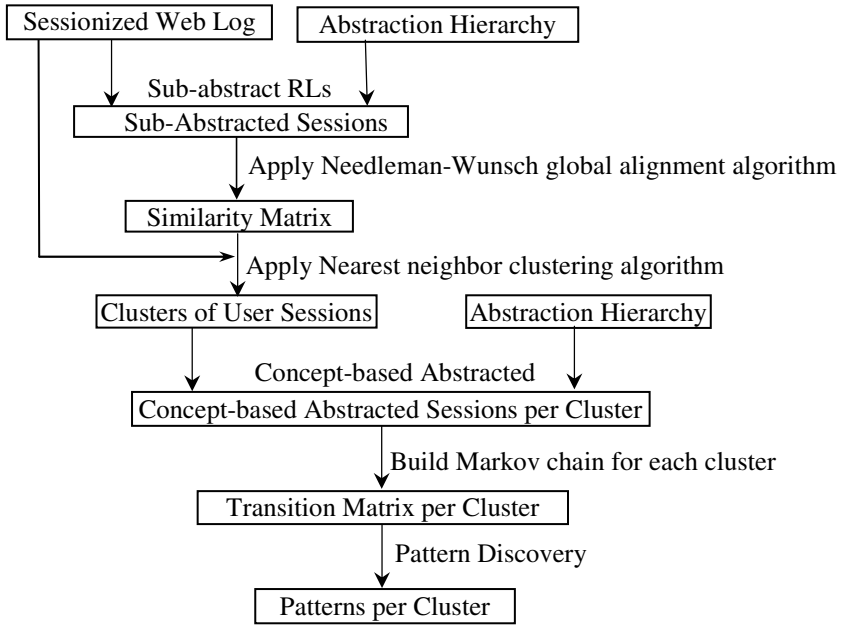 Sessionized Web Log
Abstraction Hierarchy
Sub-abstract RLs
Sub-Abstracted Sessions
Apply Needleman-Wunsch global alignment algorithm
Similarity Matrix
Apply Nearest neighbor clustering algorithm
Clusters of User Sessions
Abstraction Hierarchy
Concept-based Abstracted
Concept-based Abstracted Sessions per Cluster
Build Markov chain for each cluster
Transition Matrix per Cluster
Pattern Discovery
Patterns per Cluster